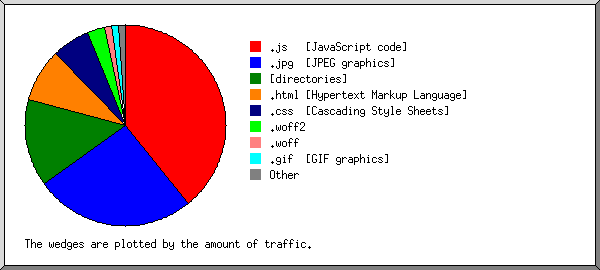 .js [JavaScript code]
.jpg [JPEG graphics]
[directories]
.html [Hypertext Markup Language]
.css [Cascading Style Sheets]
.woff2
.woff
.gif [GIF graphics]
Other
The wedges are plotted by the amount of traffic.